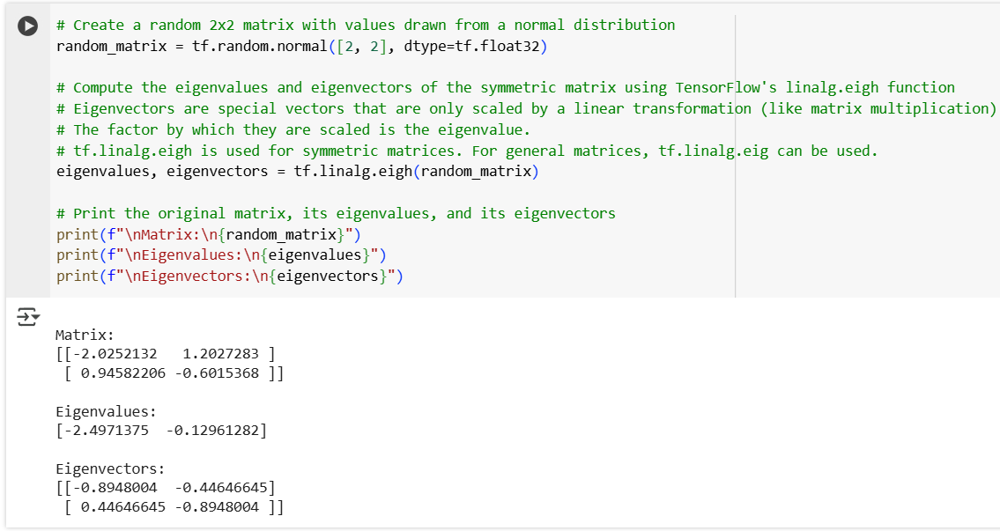 # Create a random 2x2 matrix with values drawn from a normal distribution
random_matrix = tf.random.normal([2, 2], dtype=tf.float32)
# Compute the eigenvalues and eigenvectors of the symmetric matrix using TensorFlow's linalg.eigh function
# Eigenvectors are special vectors that are only scaled by a linear transformation (like matrix multiplication)
# The factor by which they are scaled is the eigenvalue.
# tf.linalg.eigh is used for symmetric matrices. For general matrices, tf.linalg.eig can be used.
eigenvalues, eigenvectors = tf.linalg.eigh(random_matrix)
# Print the original matrix, its eigenvalues, and its eigenvectors
print(f"\nMatrix:\n{random_matrix}")
print(f"\nEigenvalues:\n{eigenvalues}")
print(f"\nEigenvectors:\n{eigenvectors}")
Matrix:
[[-2.0252132   1.2027283 ]
 [ 0.94582206 -0.6015368 ]]
Eigenvalues:
[-2.4971375  -0.12961282]
Eigenvectors:
[[-0.8948004  -0.44646645]
 [ 0.44646645 -0.8948004 ]]